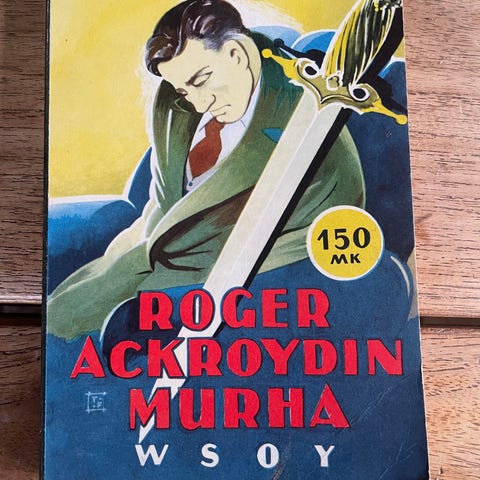 150
MK
ROGER
ACKROYDIN
MURHA
WSOY